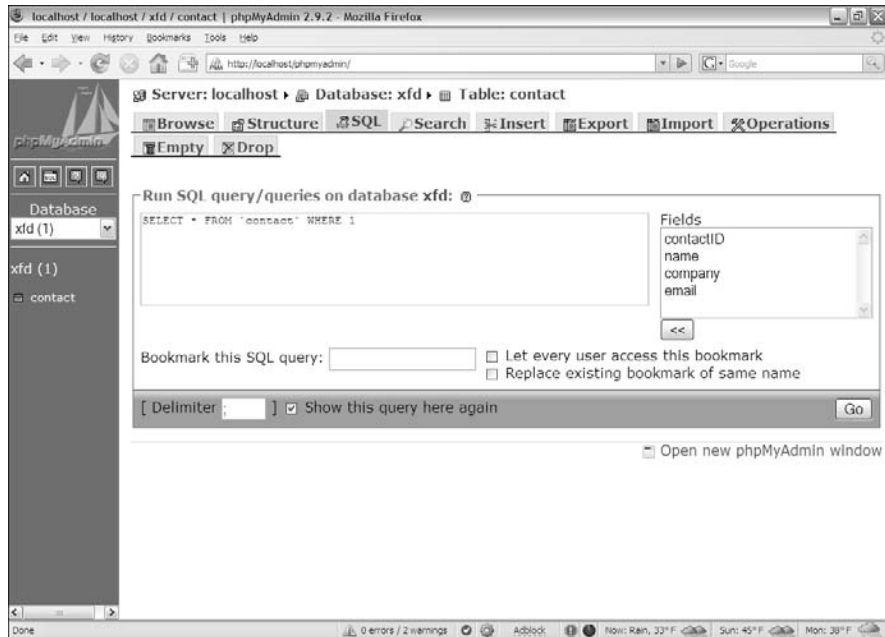 localhost / localhost / xfd / contact | phpMyAdmin 2.9.2 - Mozilla Firefox
File Edit View History Bookmarks Tools Help
http://localhost/phpmyadmin/
Google
phpMyAdmin
Server: localhost Database: xfd Table: contact
Browse Structure SQL Search Insert Export Import Operations
Empty Drop
Database
xfd (1)
xfd (1)
contact
Run SQL query/queries on database xfd:
SELECT * FROM `contact` WHERE 1
Fields
contactID
name
company
email
<<
Bookmark this SQL query:
Let every user access this bookmark
Replace existing bookmark of same name
[ Delimiter ; ] Show this query here again
Go
Open new phpMyAdmin window
Done
0 errors / 2 warnings Adblock Now: Rain, 33°F Sun: 45°F Mon: 38°F